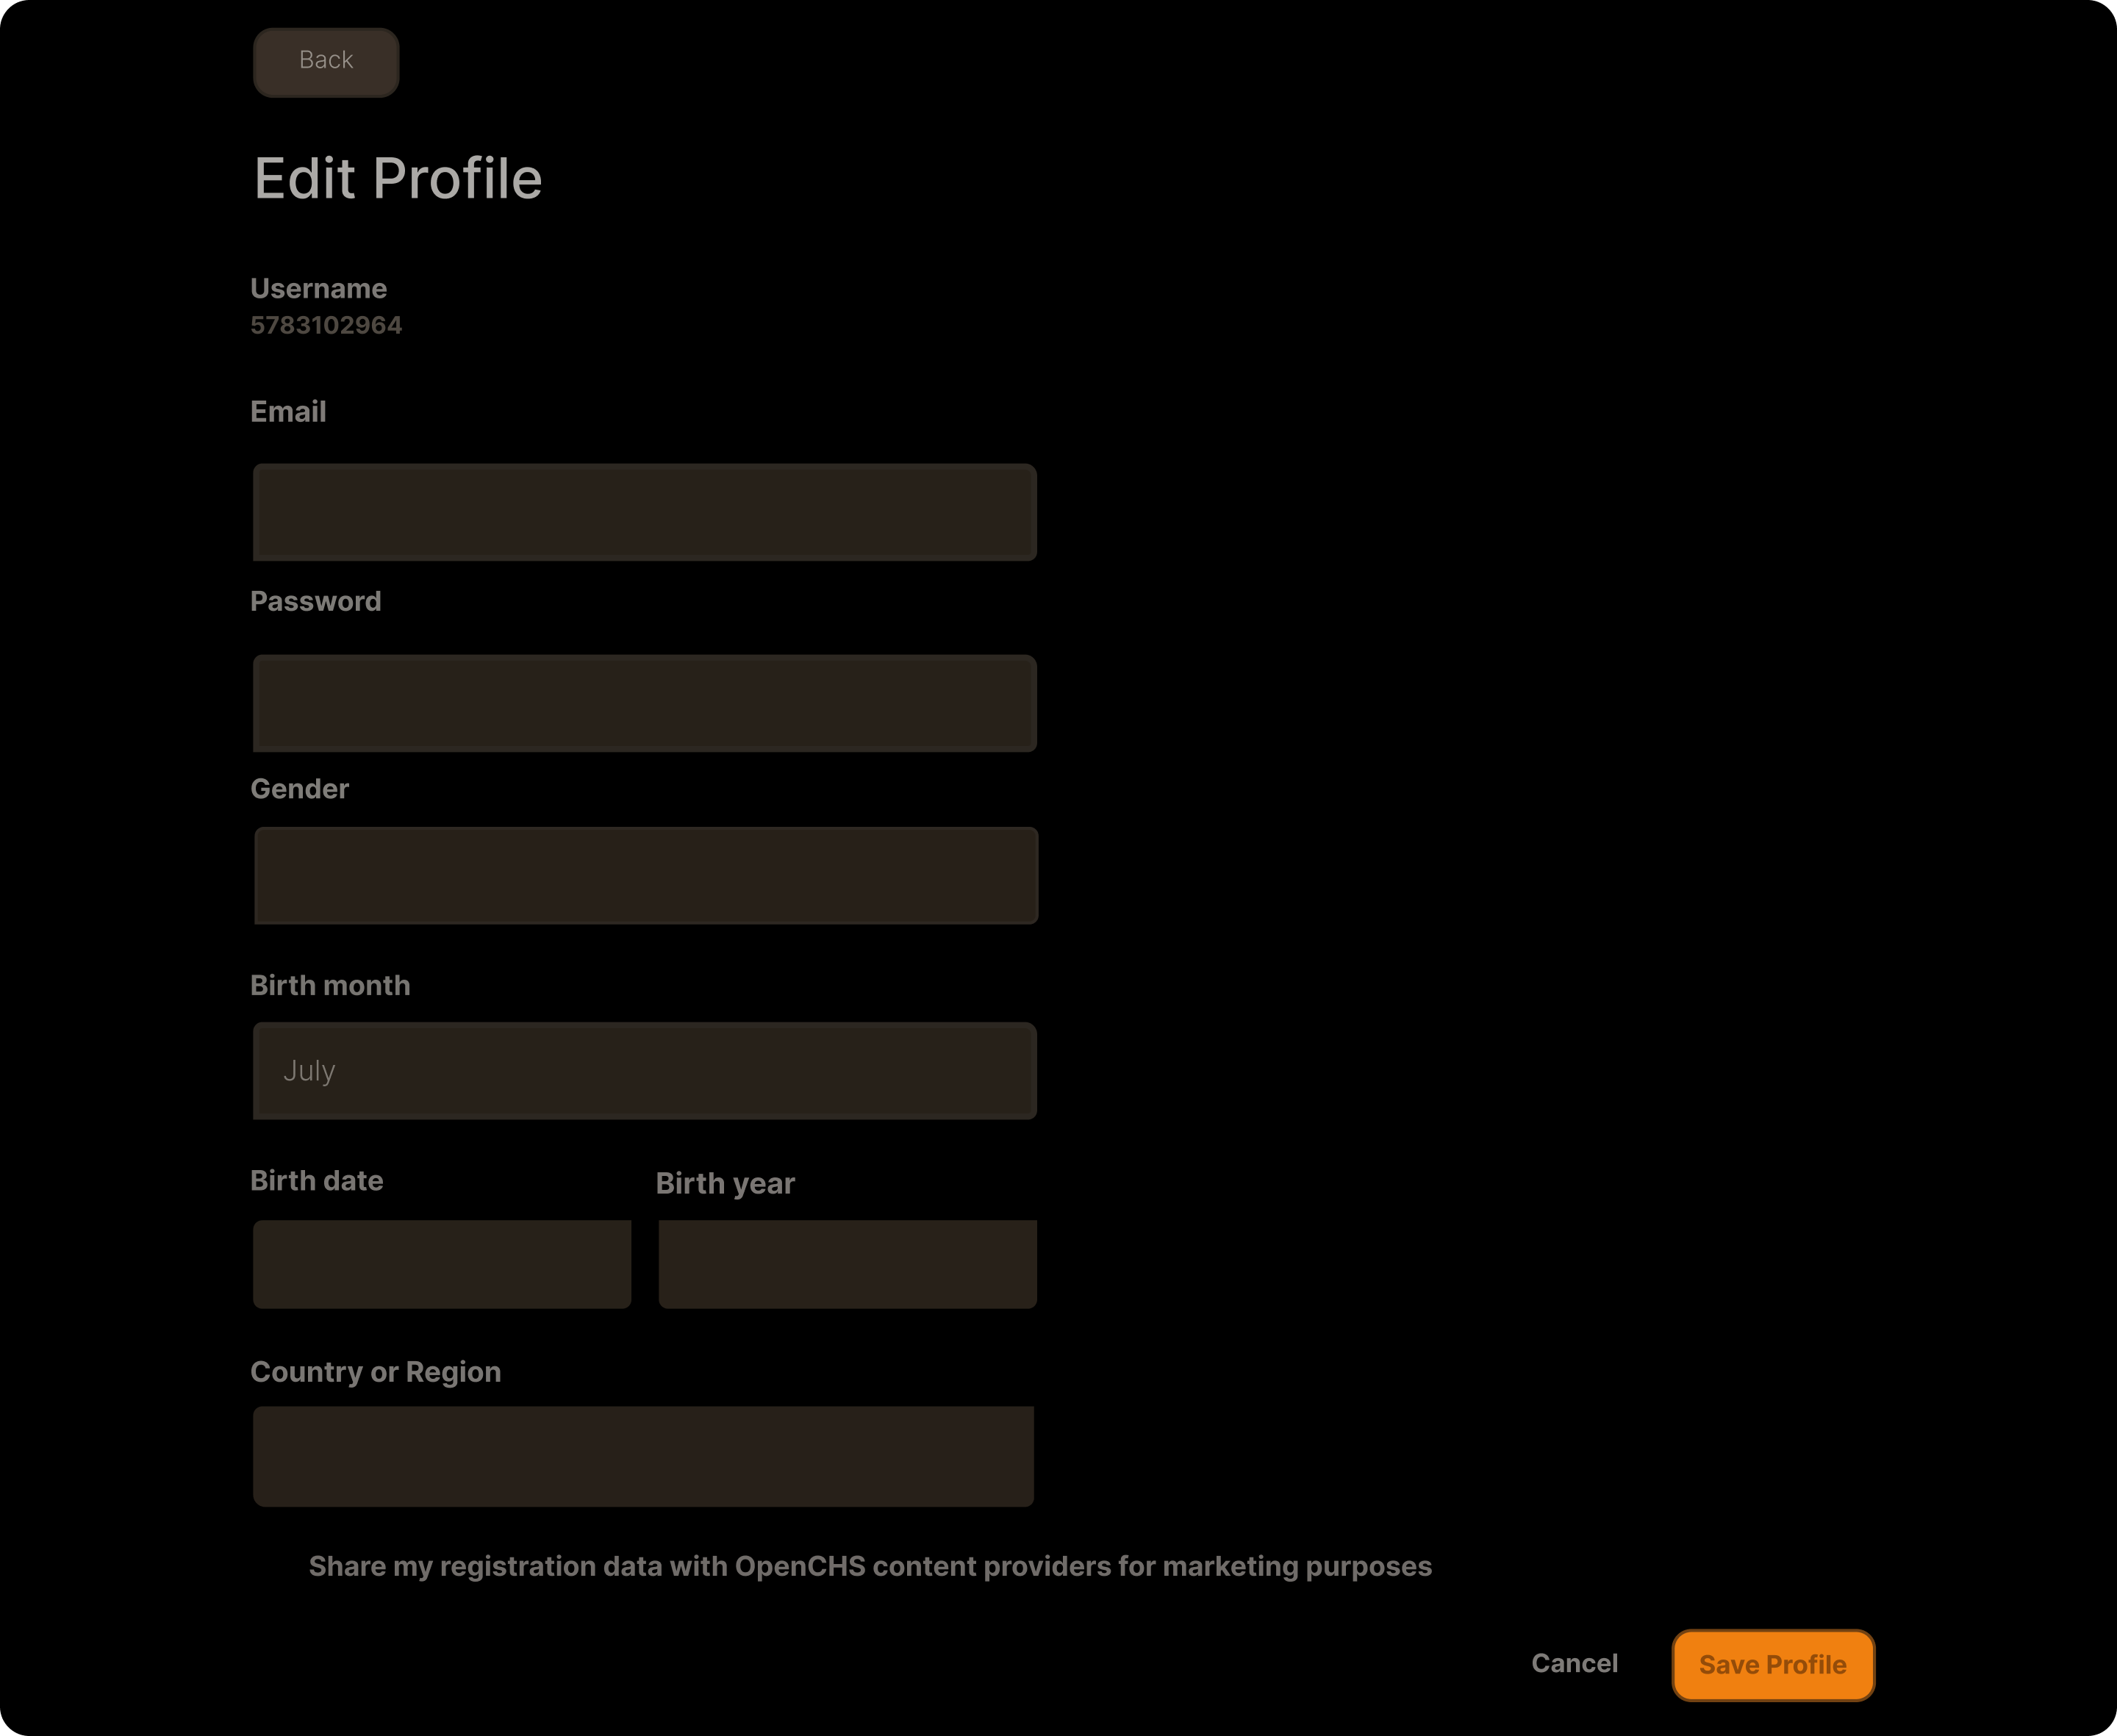 Back
Edit Profile
Username
5783102964
Email
Password
Gender
Birth month
July
Birth date
Birth year
Country or Region
Share my registration data with OpenCHS content providers for marketing purposes
Cancel
Save Profile